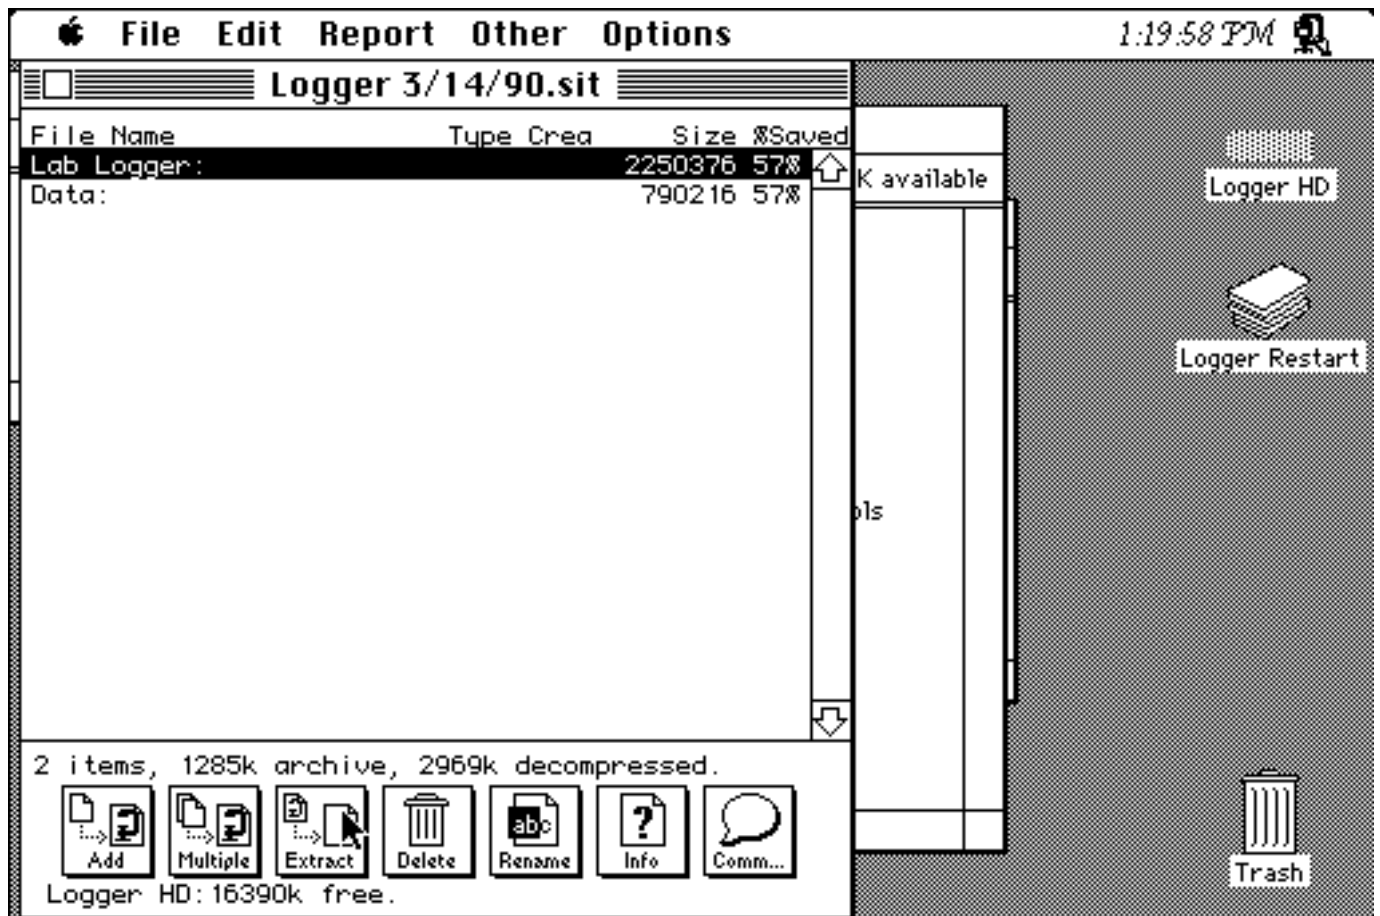 File Edit Report Other Options 1:19:58 PM
Logger 3/14/90.sit
File Name Type Crea Size %Saved
Lab Logger: 2250376 57%
Data: 790216 57%
K available
Logger HD
Logger Restart
ols
2 items, 1285k archive, 2969k decompressed.
Add Multiple Extract Delete abc Rename ? Info Comm...
Logger HD:16390k free.
Trash